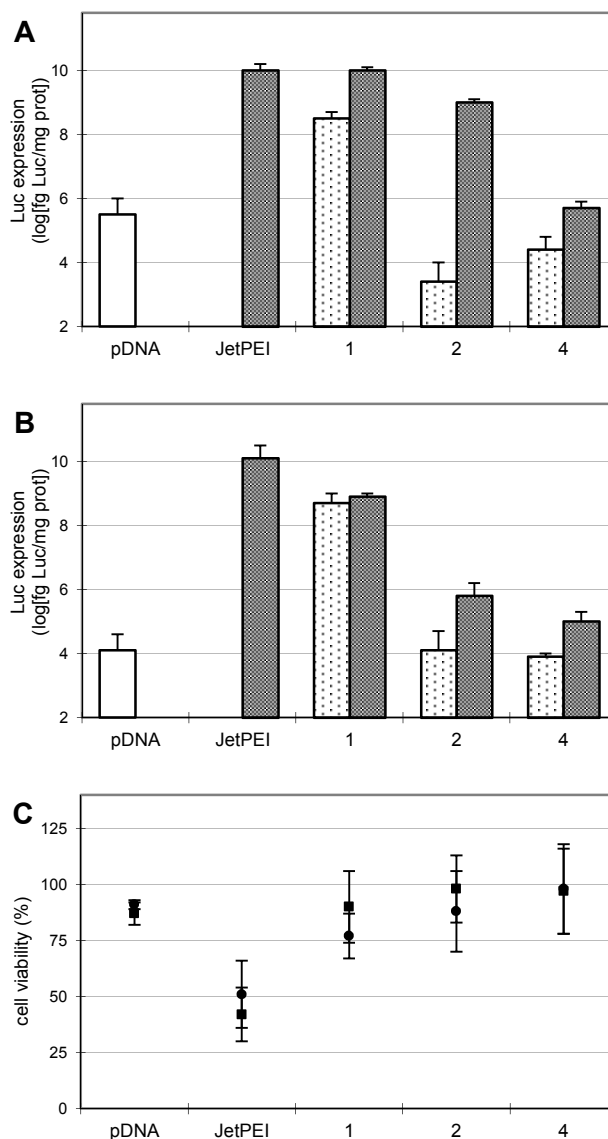 A
Luc expression
(log[fg Luc/mg prot])
10
8
6
4
2
pDNA JetPEI 1 2 4
B
Luc expression
(log[fg Luc/mg prot])
10
8
6
4
2
pDNA JetPEI 1 2 4
C
cell viability (%)
125
100
75
50
25
0
pDNA JetPEI 1 2 4